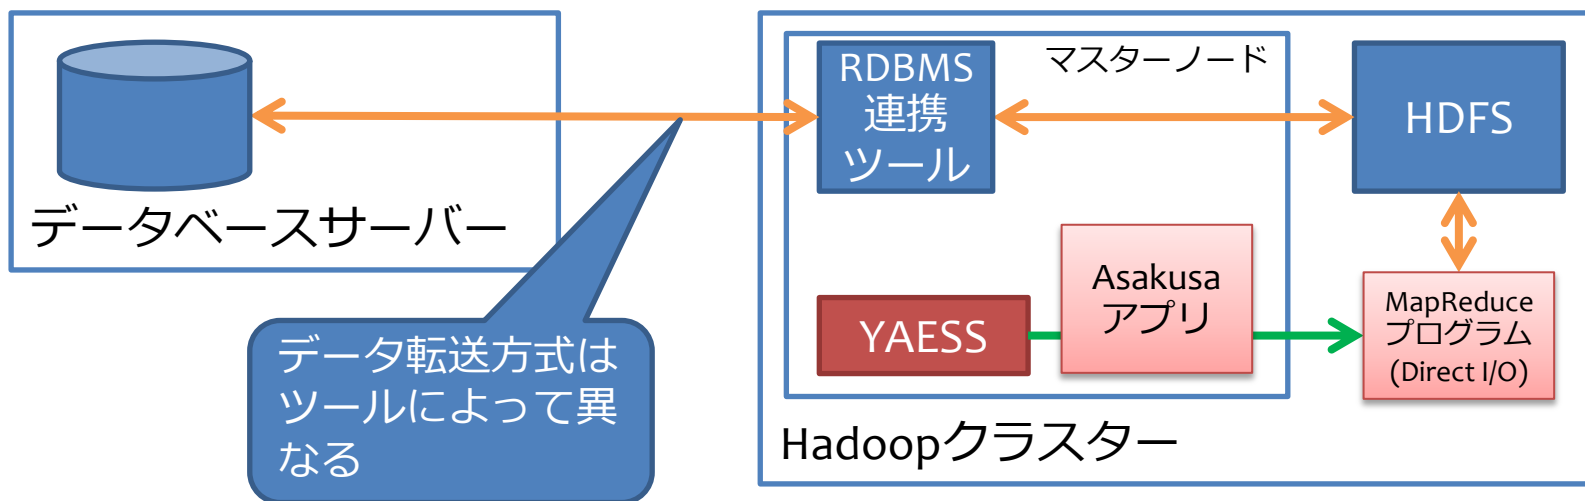 データベースサーバー
データ転送方式は
ツールによって異
なる
マスターノード
RDBMS
連携
ツール
HDFS
YAESS
Asakusa
アプリ
MapReduce
プログラム
(Direct I/O)
Hadoopクラスター